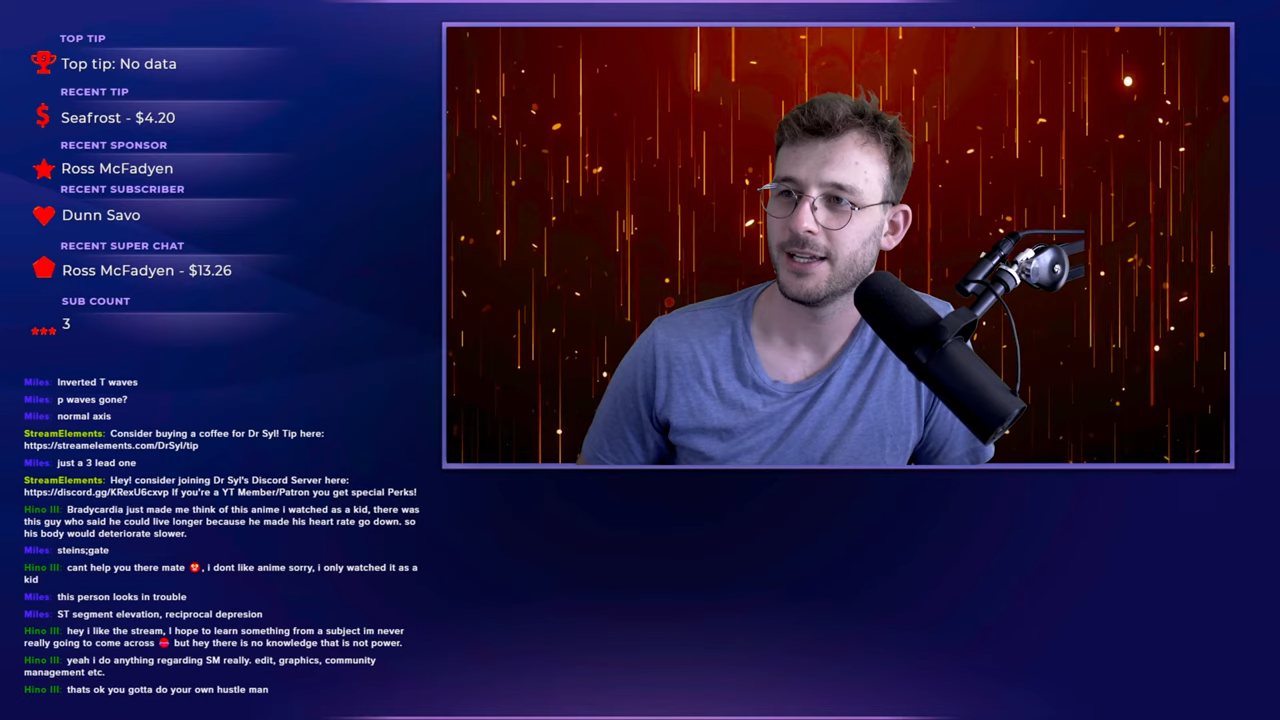 TOP TIP
Top tip: No data
RECENT TIP
Seafrost - $4.20
RECENT SPONSOR
Ross McFadyen
RECENT SUBSCRIBER
Dunn Savo
RECENT SUPER CHAT
Ross McFadyen - $13.26
SUB COUNT
3
Miles: Inverted T waves
Miles: p waves gone?
Miles: normal axis
StreamElements: Consider buying a coffee for Dr Syl! Tip here:
https://streamelements.com/DrSyl/tip
Miles: just a 3 lead one
StreamElements: Hey! consider joining Dr Syl's Discord Server here:
https://discord.gg/KRexU6cxvp If you're a YT Member/Patron you get special Perks!
Hino III: Bradycardia just made me think of this anime i watched as a kid, there was
this guy who said he could live longer because he made his heart rate go down. so
his body would deteriorate slower.
Miles: steins;gate
Hino III: cant help you there mate , i dont like anime sorry, i only watched it as a
kid
Miles: this person looks in trouble
Miles: ST segment elevation, reciprocal depresion
Hino III: hey i like the stream, I hope to learn something from a subject im never
really going to come across but hey there is no knowledge that is not power.
Hino III: yeah i do anything regarding SM really. edit, graphics, community
management etc.
Hino III: thats ok you gotta do your own hustle man